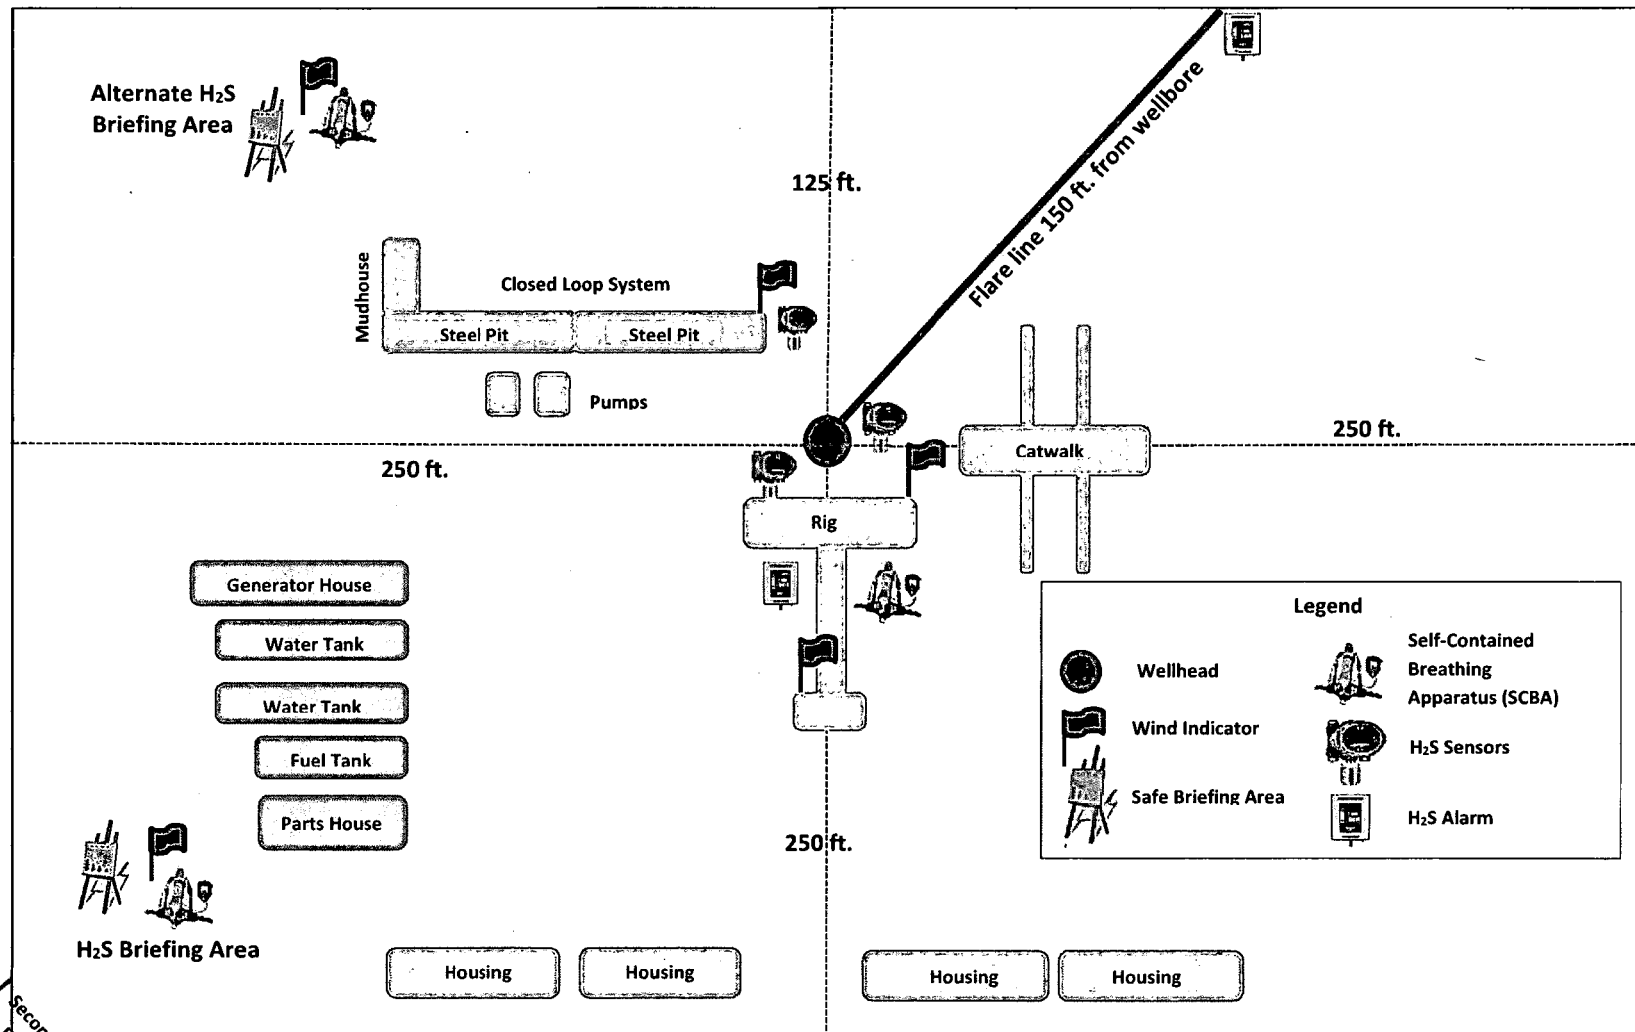 Alternate H₂S
Briefing Area
125 ft.
Flare line 150 ft. from wellbore
Mudhouse
Closed Loop System
Steel Pit
Steel Pit
Pumps
250 ft.
250 ft.
Catwalk
Rig
Generator House
Water Tank
Water Tank
Fuel Tank
Parts House
250 ft.
H₂S Briefing Area
Housing
Housing
Housing
Housing
Legend
Wellhead
Wind Indicator
Safe Briefing Area
Self-Contained
Breathing
Apparatus (SCBA)
H₂S Sensors
H₂S Alarm